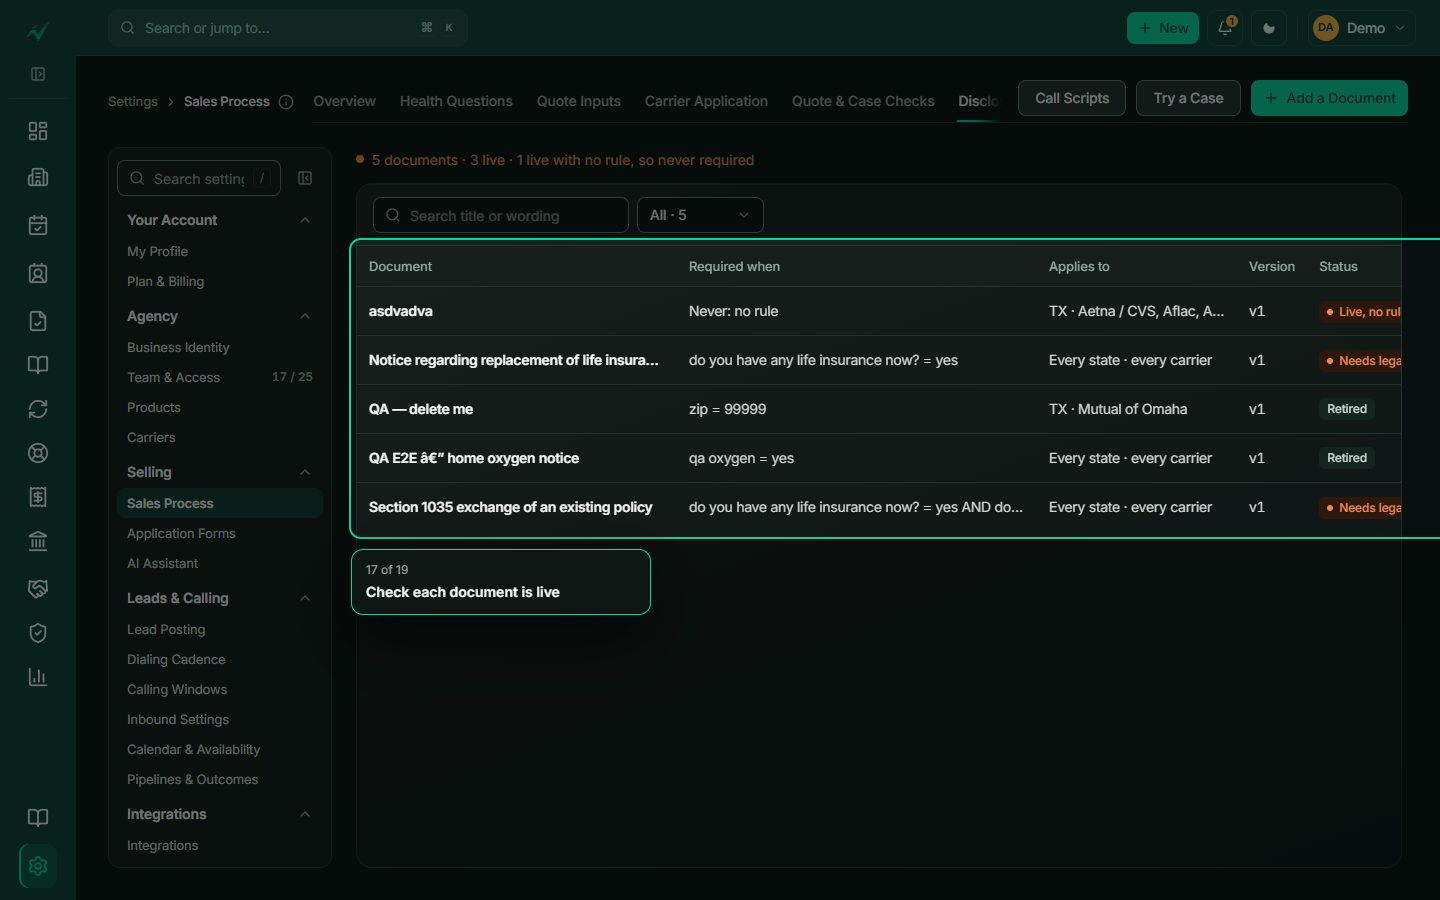 Search or jump to...
⌘ K
New
1
DA
Demo
Settings
Sales Process
Overview
Health Questions
Quote Inputs
Carrier Application
Quote & Case Checks
Disclo
Call Scripts
Try a Case
Add a Document
Search setting
/
Your Account
My Profile
Plan & Billing
Agency
Business Identity
Team & Access 17 / 25
Products
Carriers
Selling
Sales Process
Application Forms
AI Assistant
Leads & Calling
Lead Posting
Dialing Cadence
Calling Windows
Inbound Settings
Calendar & Availability
Pipelines & Outcomes
Integrations
Integrations
5 documents · 3 live · 1 live with no rule, so never required
Search title or wording
All · 5
Document Required when Applies to Version Status
asdvadva Never: no rule TX · Aetna / CVS, Aflac, A... v1 Live, no rul
Notice regarding replacement of life insura... do you have any life insurance now? = yes Every state · every carrier v1 Needs lega
QA — delete me zip = 99999 TX · Mutual of Omaha v1 Retired
QA E2E â€” home oxygen notice qa oxygen = yes Every state · every carrier v1 Retired
Section 1035 exchange of an existing policy do you have any life insurance now? = yes AND do... Every state · every carrier v1 Needs lega
17 of 19
Check each document is live